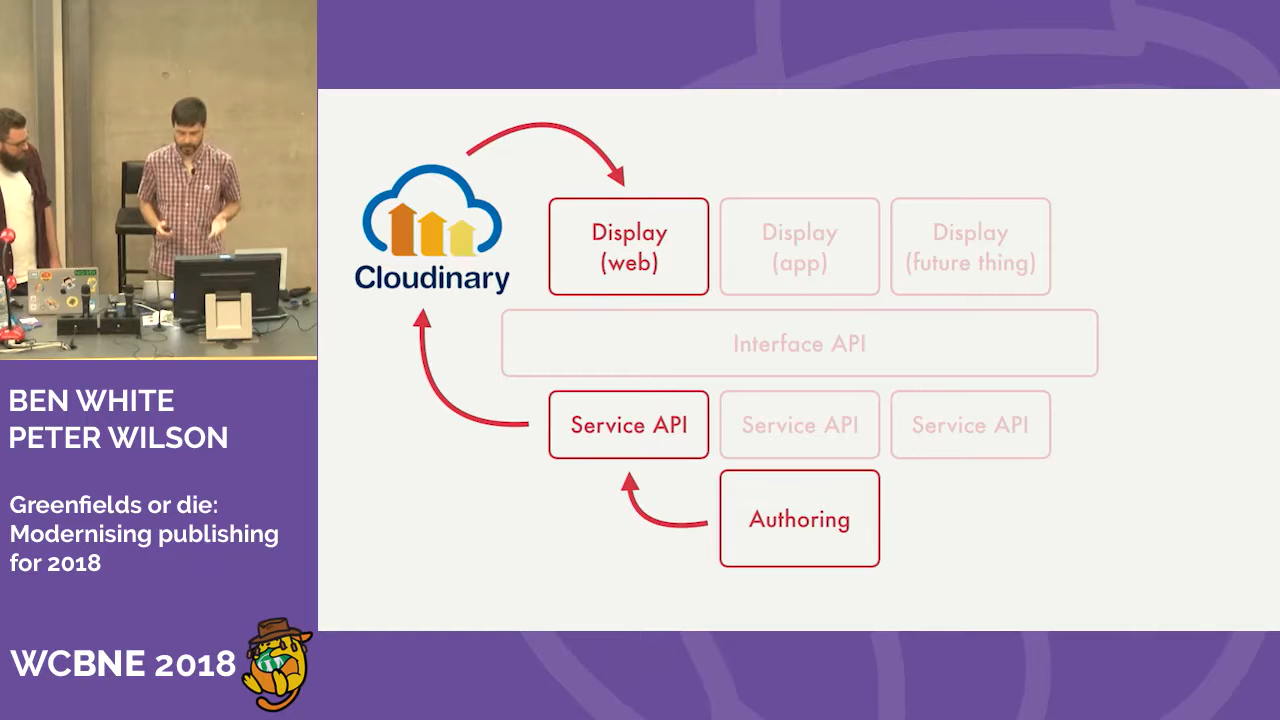 Cloudinary
Display
(web)
Display
(app)
Display
(future thing)
Interface API
Service API
Service API
Service API
Authoring
BEN WHITE
PETER WILSON
Greenfields or die:
Modernising publishing
for 2018
WCBNE 2018